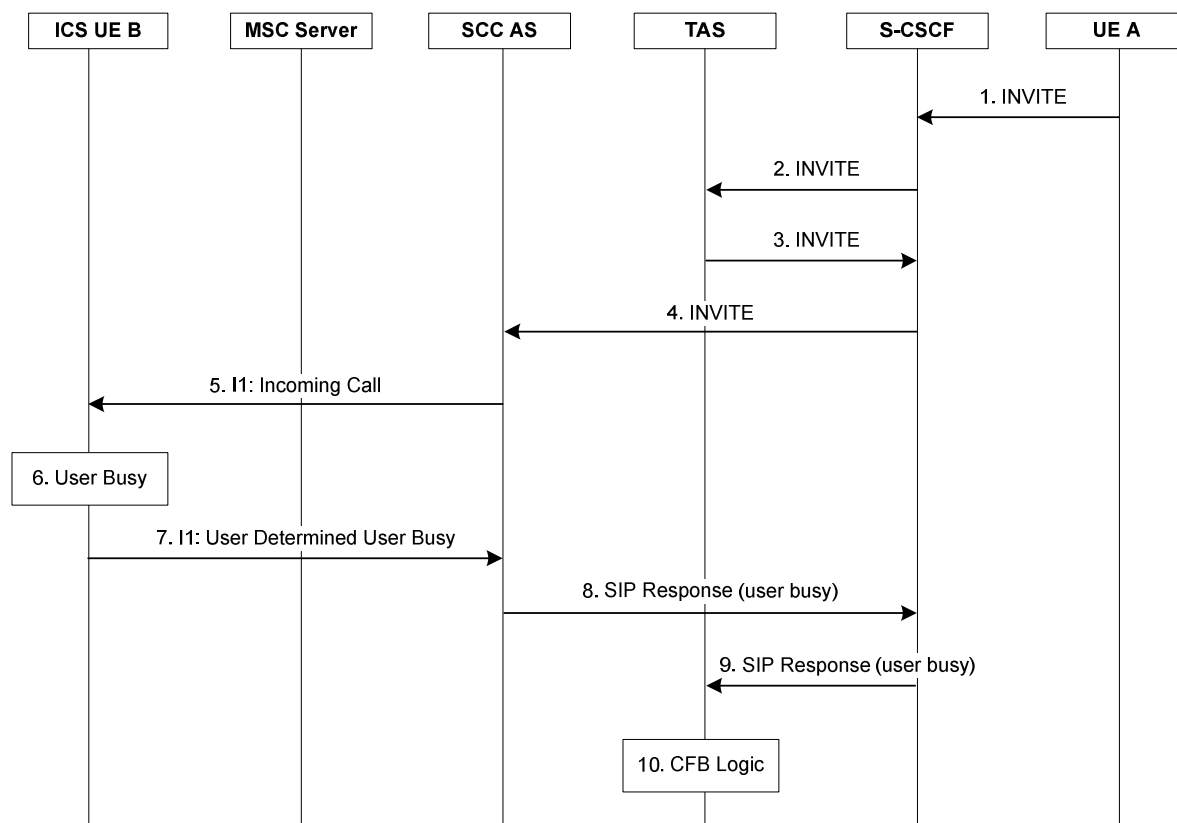 ICS UE B
MSC Server
SCC AS
TAS
S-CSCF
UE A
1. INVITE
2. INVITE
3. INVITE
4. INVITE
5. I1: Incoming Call
6. User Busy
7. I1: User Determined User Busy
8. SIP Response (user busy)
9. SIP Response (user busy)
10. CFB Logic